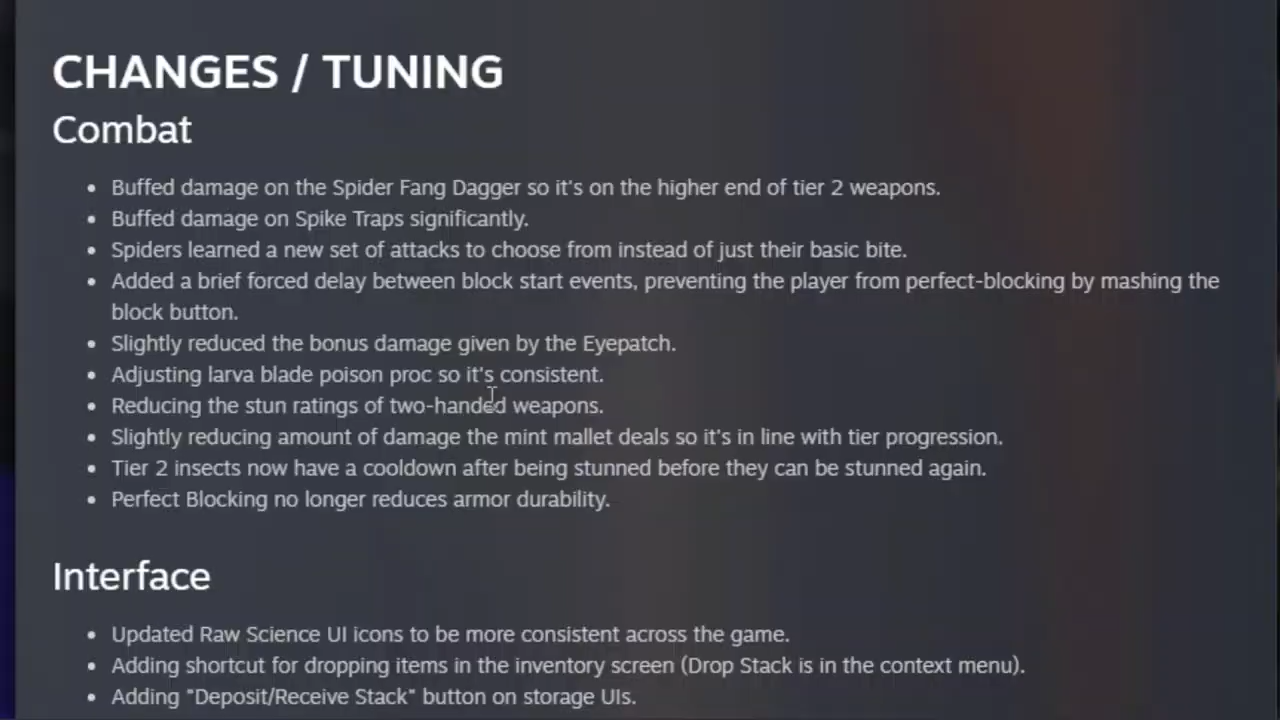 CHANGES / TUNING
Combat
• Buffed damage on the Spider Fang Dagger so it's on the higher end of tier 2 weapons.
• Buffed damage on Spike Traps significantly.
• Spiders learned a new set of attacks to choose from instead of just their basic bite.
• Added a brief forced delay between block start events, preventing the player from perfect-blocking by mashing the
block button.
• Slightly reduced the bonus damage given by the Eyepatch.
• Adjusting larva blade poison proc so it's consistent.
• Reducing the stun ratings of two-handed weapons.
• Slightly reducing amount of damage the mint mallet deals so it's in line with tier progression.
• Tier 2 insects now have a cooldown after being stunned before they can be stunned again.
• Perfect Blocking no longer reduces armor durability.
Interface
• Updated Raw Science UI icons to be more consistent across the game.
• Adding shortcut for dropping items in the inventory screen (Drop Stack is in the context menu).
• Adding "Deposit/Receive Stack" button on storage UIs.